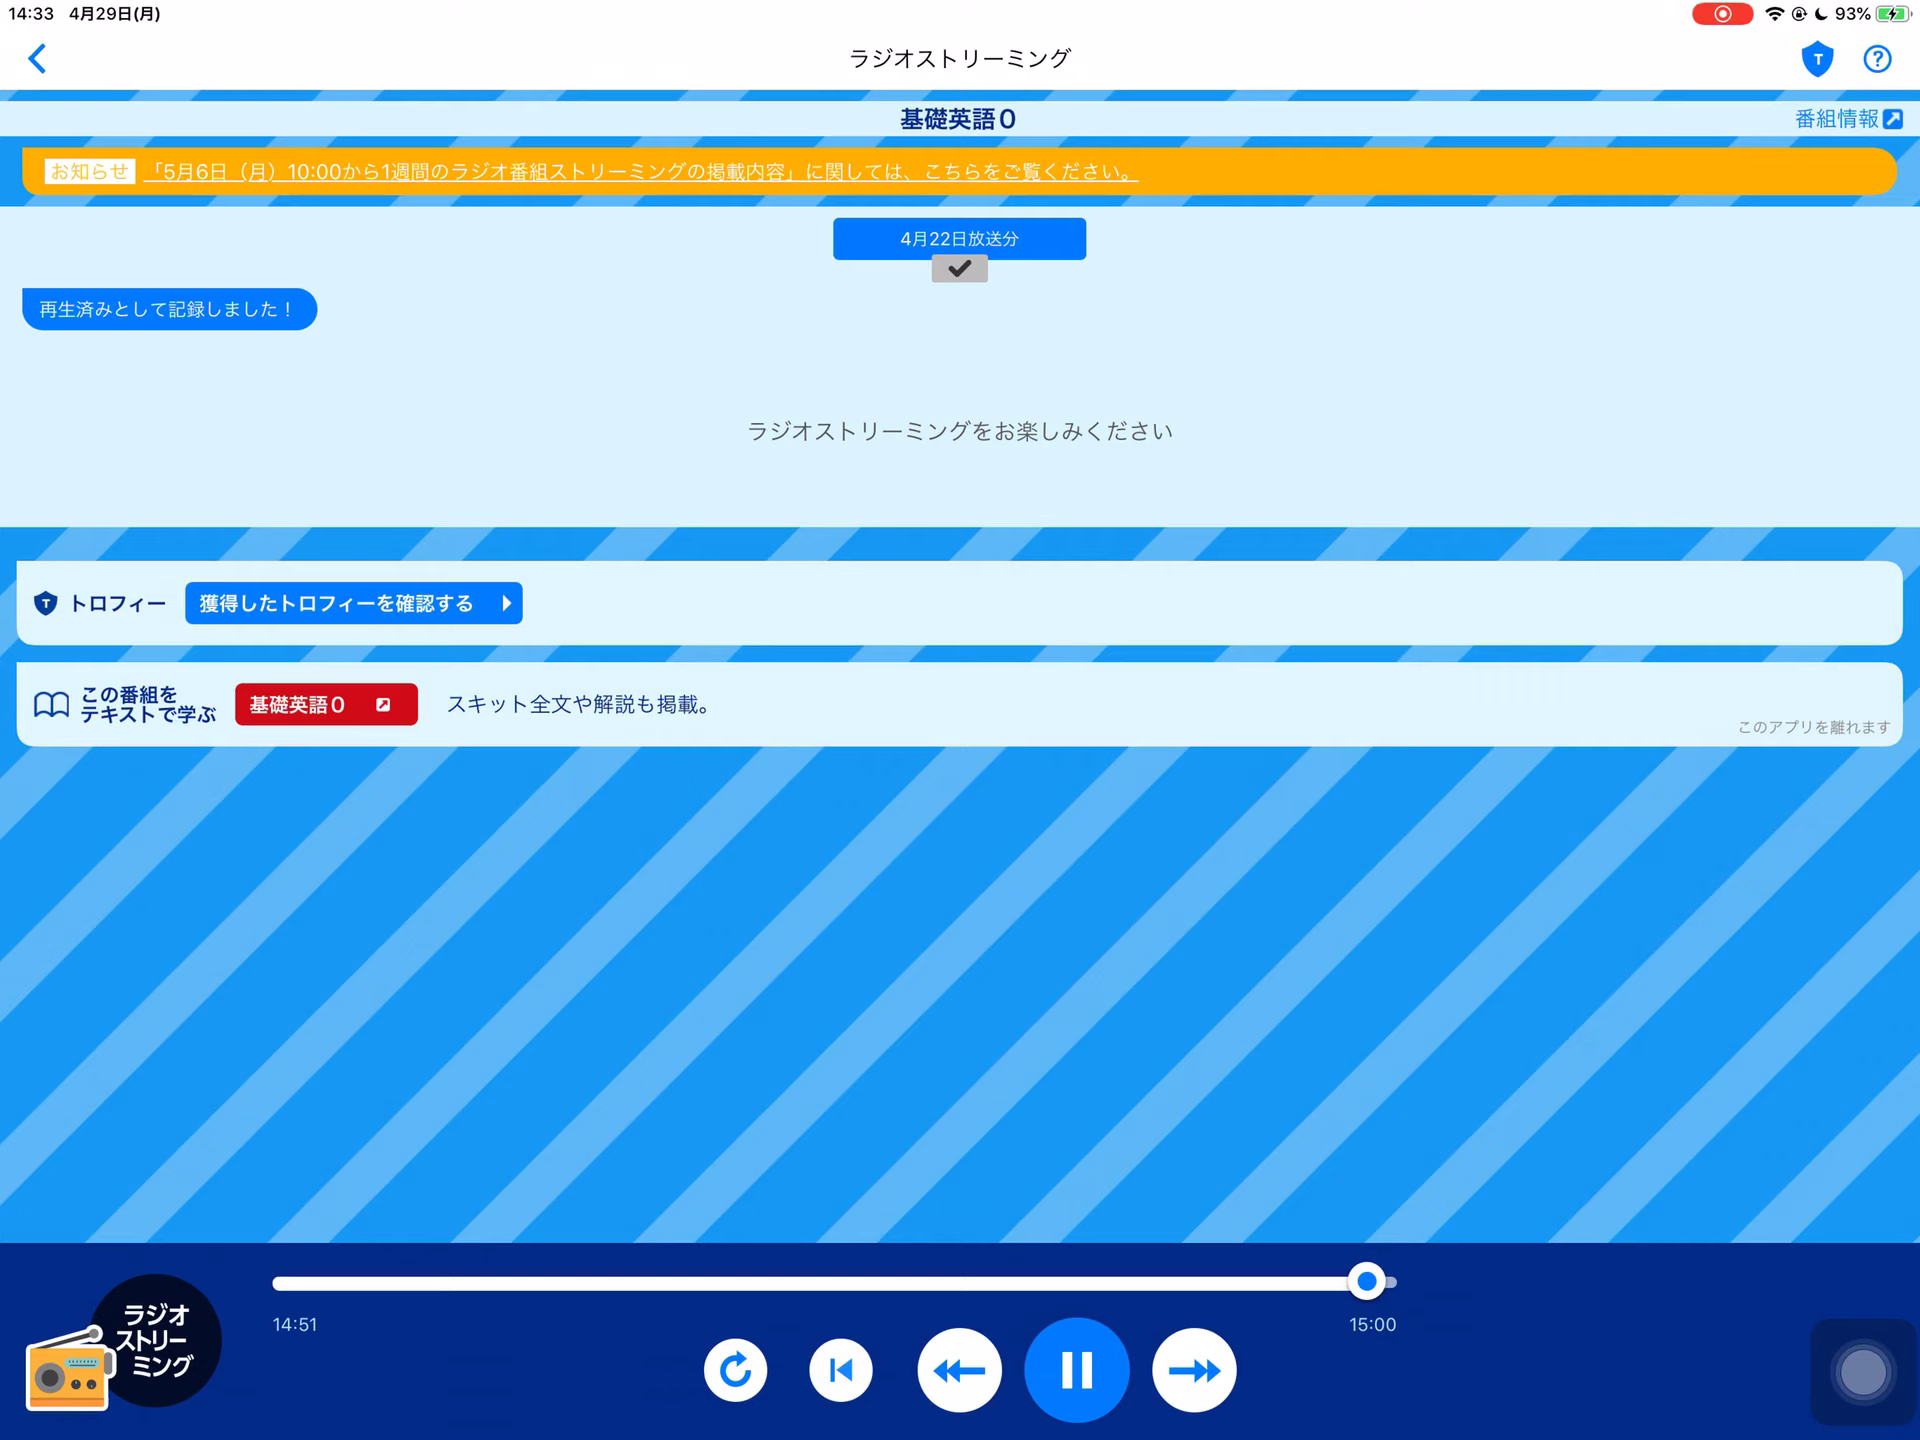 14:33 4月29日(月)
93%
ラジオストリーミング
T
?
基礎英語0
番組情報
お知らせ 「5月6日（月）10:00から1週間のラジオ番組ストリーミングの掲載内容」に関しては、こちらをご覧ください。
4月22日放送分
再生済みとして記録しました！
ラジオストリーミングをお楽しみください
T トロフィー 獲得したトロフィーを確認する
この番組を
テキストで学ぶ
基礎英語0
スキット全文や解説も掲載。
このアプリを離れます
ラジオ
ストリー
ミング
14:51
15:00